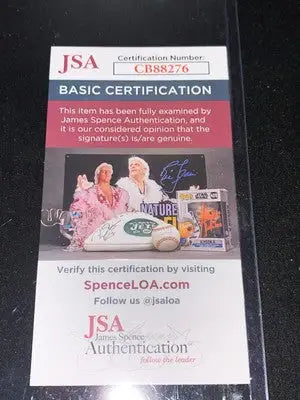 JSA
Certification Number:
CB88276
BASIC CERTIFICATION
This item has been fully examined by
James Spence Authentication, and
it is our considered opinion that the
signature(s) is/are genuine.
NATURE
JETS
Verify this certification by visiting
SpenceLOA.com
Follow us @jsaloa
JSA
James Spence
Authentication
follow the leader